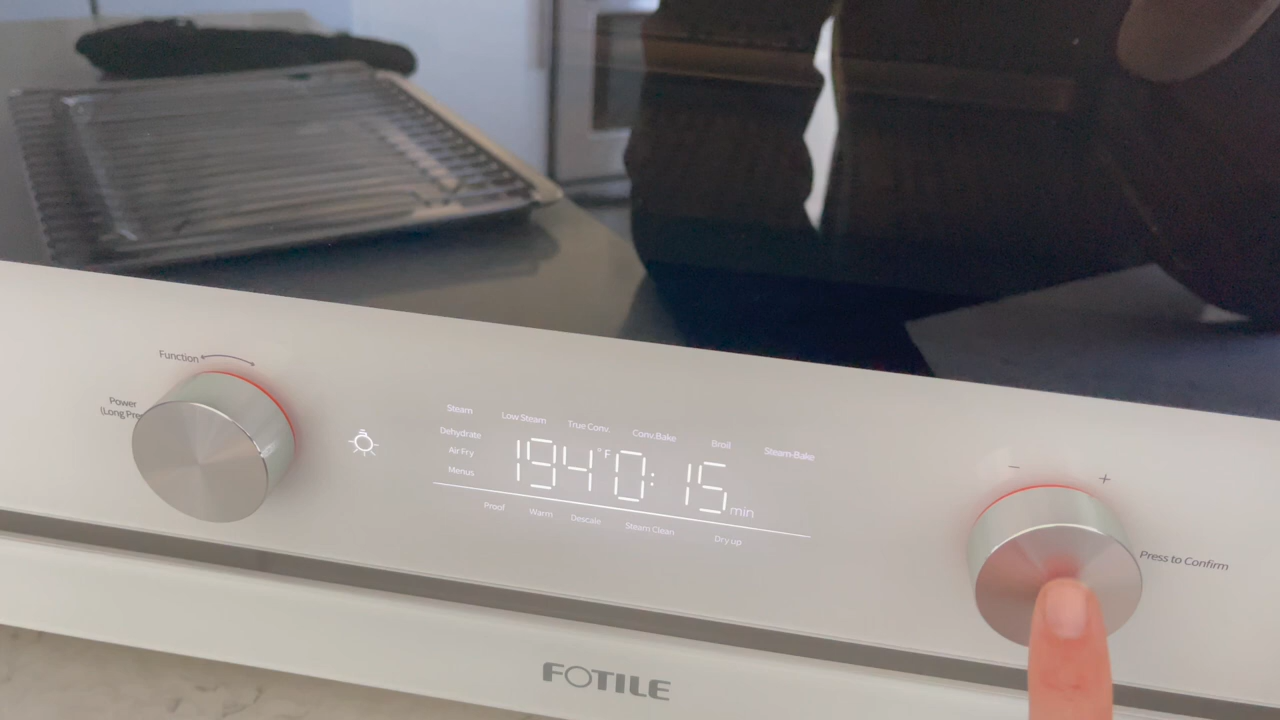 Function
Power
(Long Pre
Steam Low Steam True Conv. Conv.Bake Broil Steam-Bake
Dehydrate
Air Fry
Menus
194°F 0:15 min
Proof Warm Descale Steam Clean Dry up
− +
Press to Confirm
FOTILE